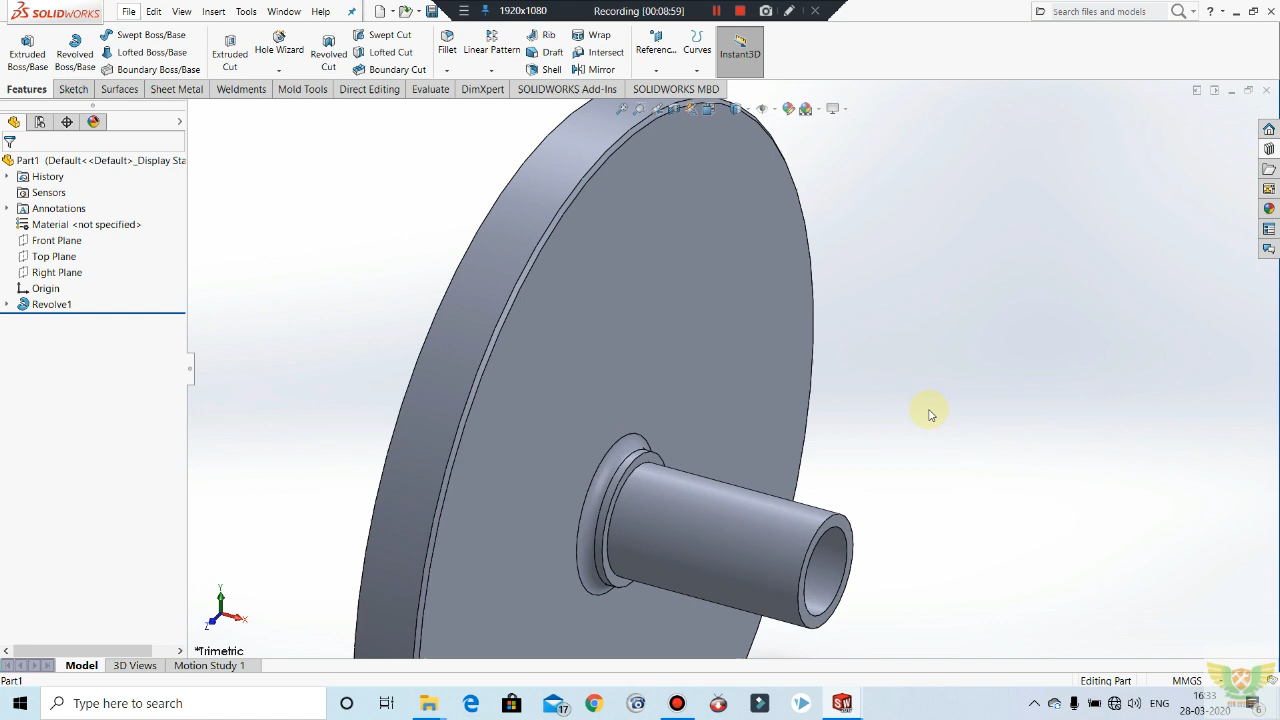 SOLIDWORKS File Edit View Insert Tools Window Help 1920x1080 Recording [00:08:59] Search files and models ?
Extruded Boss/Base Revolved Boss/Base Swept Boss/Base Lofted Boss/Base Boundary Boss/Base Extruded Cut Hole Wizard Revolved Cut Swept Cut Lofted Cut Boundary Cut Fillet Linear Pattern Rib Draft Shell Wrap Intersect Mirror Referenc... Curves Instant3D
Features Sketch Surfaces Sheet Metal Weldments Mold Tools Direct Editing Evaluate DimXpert SOLIDWORKS Add-Ins SOLIDWORKS MBD
Part1 (Default<<Default>_Display Sta
History
Sensors
Annotations
Material <not specified>
Front Plane
Top Plane
Right Plane
Origin
Revolve1
Y
X
Z
*Trimetric
Model 3D Views Motion Study 1
Part1 Editing Part MMGS
Type here to search 17 ENG 18:33 28-03-2020 6